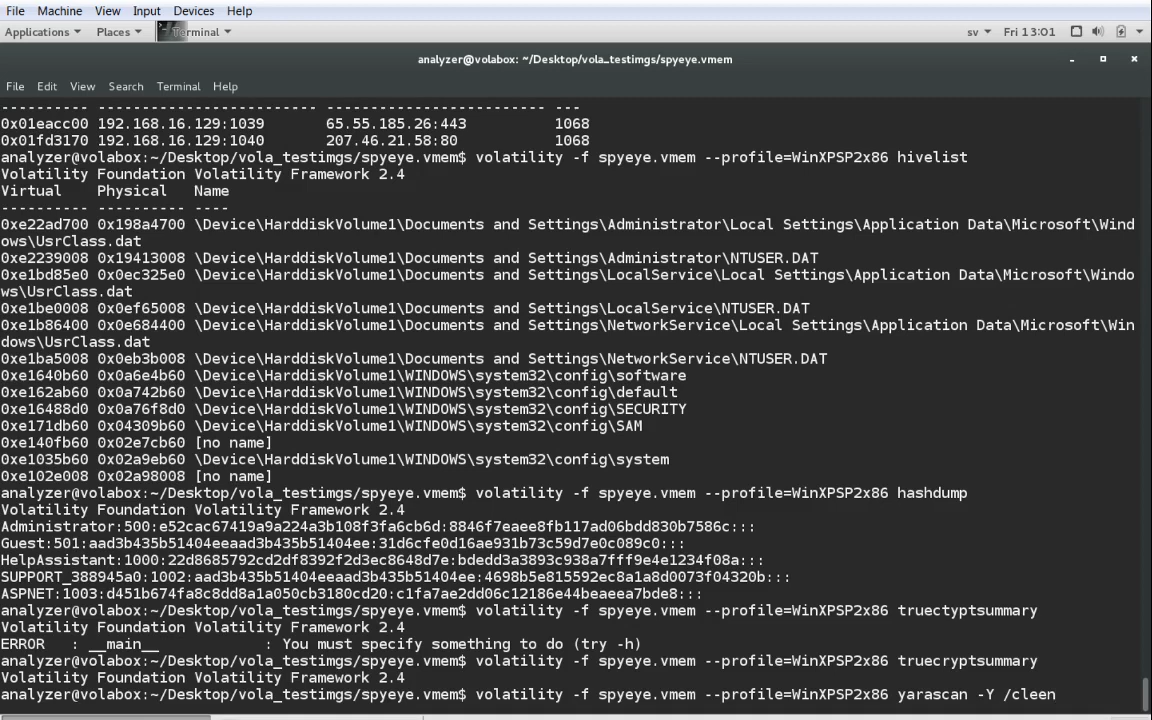 File Machine View Input Devices Help
Applications Places Terminal sv Fri 13:01
analyzer@volabox: ~/Desktop/vola_testimgs/spyeye.vmem
File Edit View Search Terminal Help
---------- ------------------------- ------------------------- ---
0x01eacc00 192.168.16.129:1039 65.55.185.26:443 1068
0x01fd3170 192.168.16.129:1040 207.46.21.58:80 1068
analyzer@volabox:~/Desktop/vola_testimgs/spyeye.vmem$ volatility -f spyeye.vmem --profile=WinXPSP2x86 hivelist
Volatility Foundation Volatility Framework 2.4
Virtual Physical Name
---------- ---------- ----
0xe22ad700 0x198a4700 \Device\HarddiskVolume1\Documents and Settings\Administrator\Local Settings\Application Data\Microsoft\Wind
ows\UsrClass.dat
0xe2239008 0x19413008 \Device\HarddiskVolume1\Documents and Settings\Administrator\NTUSER.DAT
0xe1bd85e0 0x0ec325e0 \Device\HarddiskVolume1\Documents and Settings\LocalService\Local Settings\Application Data\Microsoft\Windo
ws\UsrClass.dat
0xe1be0008 0x0ef65008 \Device\HarddiskVolume1\Documents and Settings\LocalService\NTUSER.DAT
0xe1b86400 0x0e684400 \Device\HarddiskVolume1\Documents and Settings\NetworkService\Local Settings\Application Data\Microsoft\Win
dows\UsrClass.dat
0xe1ba5008 0x0eb3b008 \Device\HarddiskVolume1\Documents and Settings\NetworkService\NTUSER.DAT
0xe1640b60 0x0a6e4b60 \Device\HarddiskVolume1\WINDOWS\system32\config\software
0xe162ab60 0x0a742b60 \Device\HarddiskVolume1\WINDOWS\system32\config\default
0xe16488d0 0x0a76f8d0 \Device\HarddiskVolume1\WINDOWS\system32\config\SECURITY
0xe171db60 0x04309b60 \Device\HarddiskVolume1\WINDOWS\system32\config\SAM
0xe140fb60 0x02e7cb60 [no name]
0xe1035b60 0x02a9eb60 \Device\HarddiskVolume1\WINDOWS\system32\config\system
0xe102e008 0x02a98008 [no name]
analyzer@volabox:~/Desktop/vola_testimgs/spyeye.vmem$ volatility -f spyeye.vmem --profile=WinXPSP2x86 hashdump
Volatility Foundation Volatility Framework 2.4
Administrator:500:e52cac67419a9a224a3b108f3fa6cb6d:8846f7eaee8fb117ad06bdd830b7586c:::
Guest:501:aad3b435b51404eeaad3b435b51404ee:31d6cfe0d16ae931b73c59d7e0c089c0:::
HelpAssistant:1000:22d8685792cd2df8392f2d3ec8648d7e:bdedd3a3893c938a7fff9e4e1234f08a:::
SUPPORT_388945a0:1002:aad3b435b51404eeaad3b435b51404ee:4698b5e815592ec8a1a8d0073f04320b:::
ASPNET:1003:d451b674fa8c8dd8a1a050cb3180cd20:c1fa7ae2dd06c12186e44beaeea7bde8:::
analyzer@volabox:~/Desktop/vola_testimgs/spyeye.vmem$ volatility -f spyeye.vmem --profile=WinXPSP2x86 truectyptsummary
Volatility Foundation Volatility Framework 2.4
ERROR : __main__ : You must specify something to do (try -h)
analyzer@volabox:~/Desktop/vola_testimgs/spyeye.vmem$ volatility -f spyeye.vmem --profile=WinXPSP2x86 truecryptsummary
Volatility Foundation Volatility Framework 2.4
analyzer@volabox:~/Desktop/vola_testimgs/spyeye.vmem$ volatility -f spyeye.vmem --profile=WinXPSP2x86 yarascan -Y /cleen